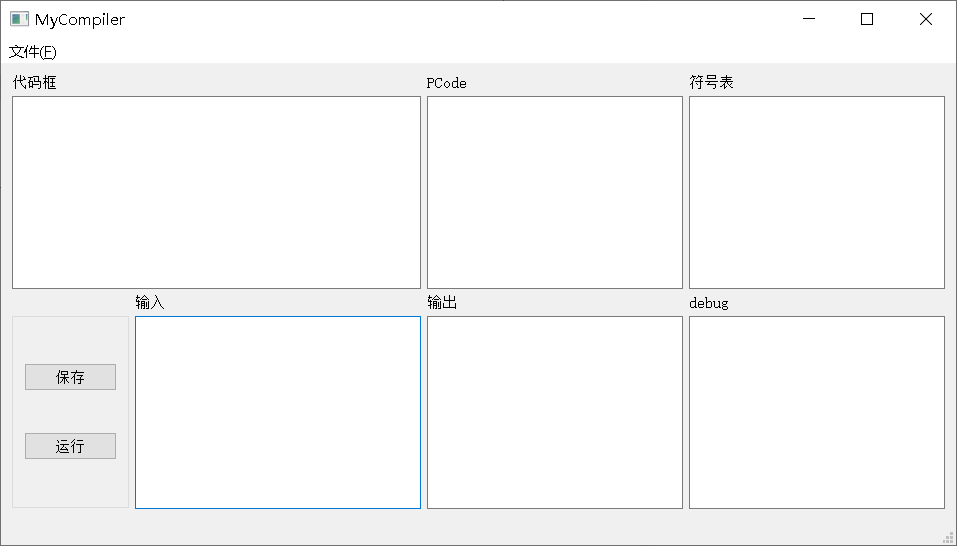 MyCompiler
文件(F)
代码框 PCode 符号表
输入 输出 debug
保存
运行